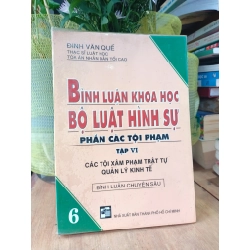 ĐINH VĂN QUẾ
THẠC SĨ LUẬT HỌC
TÒA ÁN NHÂN DÂN TỐI CAO
BÌNH LUẬN KHOA HỌC
BỘ LUẬT HÌNH SỰ
PHẦN CÁC TỘI PHẠM
TẬP VI
CÁC TỘI XÂM PHẠM TRẬT TỰ
QUẢN LÝ KINH TẾ
(BÌNH LUẬN CHUYÊN SÂU)
6
NHÀ XUẤT BẢN THÀNH PHỐ HỒ CHÍ MINH